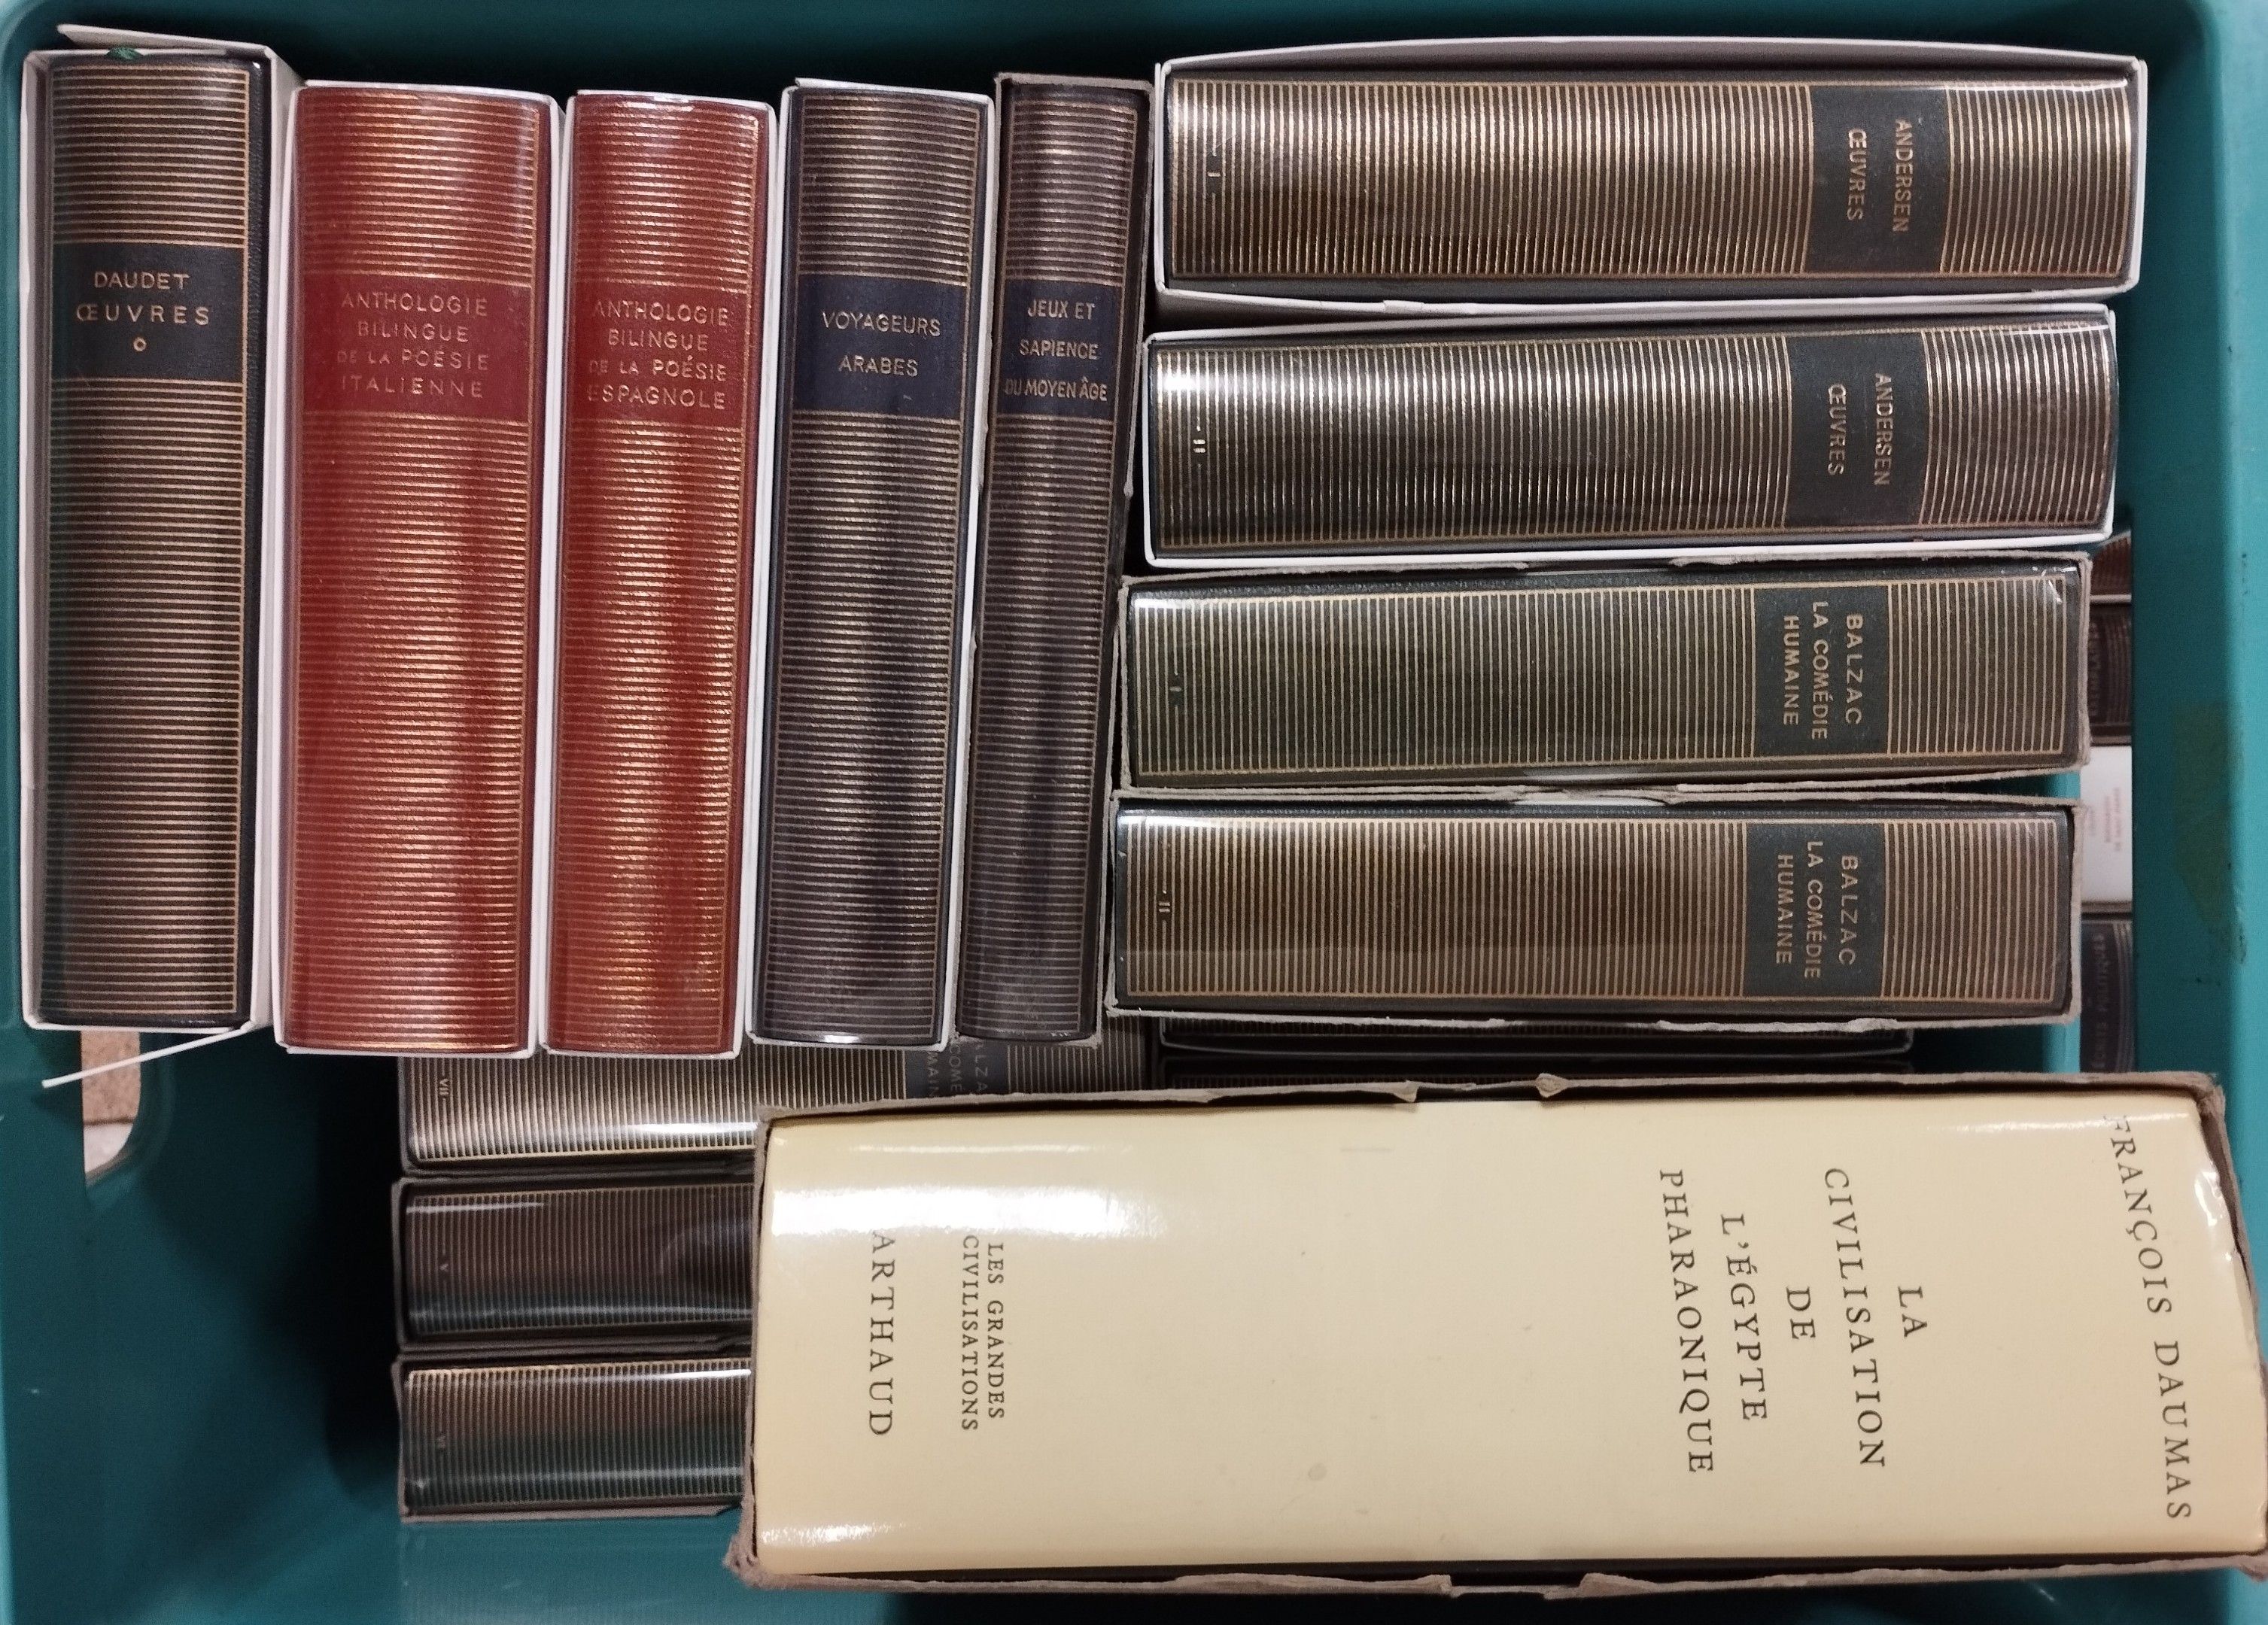 DAUDET
ŒUVRES
ANTHOLOGIE
BILINGUE
DE LA POÉSIE
ITALIENNE
ANTHOLOGIE
BILINGUE
DE LA POÉSIE
ESPAGNOLE
VOYAGEURS
ARABES
JEUX ET
SAPIENCE
DU MOYEN ÂGE
ANDERSEN
ŒUVRES
I
ANDERSEN
ŒUVRES
II
BALZAC
LA COMÉDIE
HUMAINE
I
BALZAC
LA COMÉDIE
HUMAINE
II
VII
V
VI
FRANÇOIS DAUMAS
LA
CIVILISATION
DE
L'ÉGYPTE
PHARAONIQUE
LES GRANDES
CIVILISATIONS
ARTHAUD